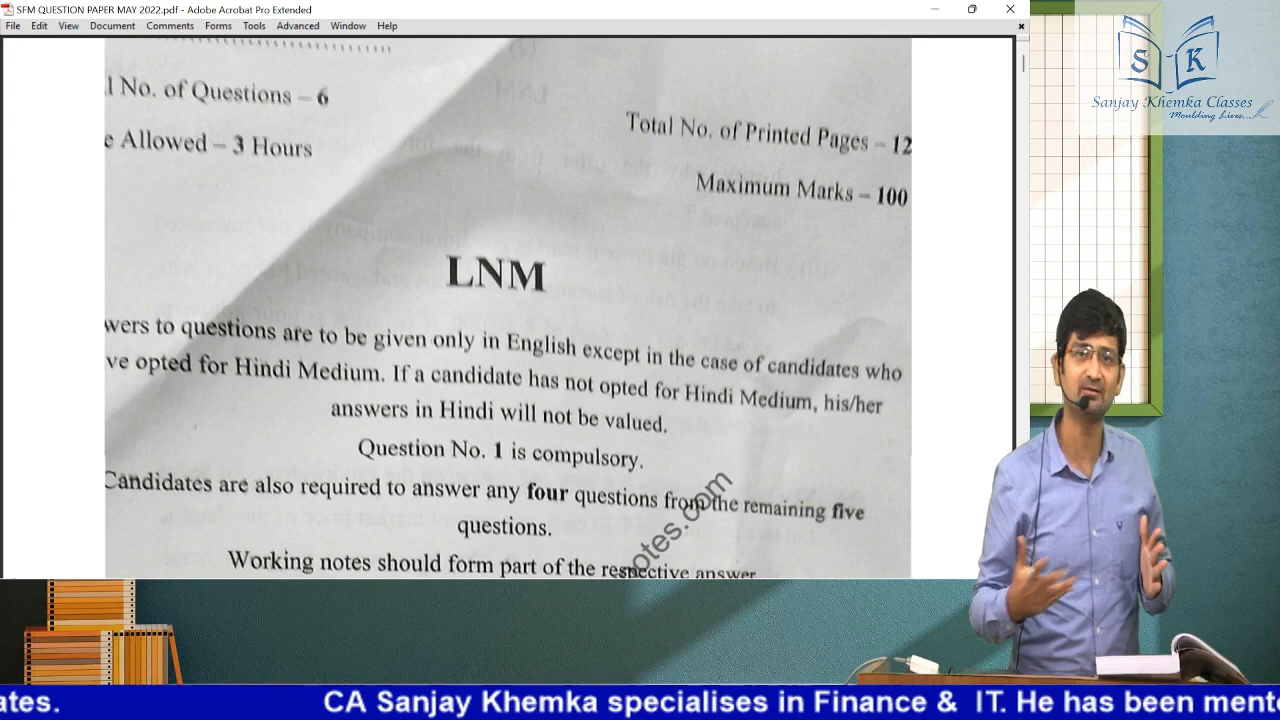 SFM QUESTION PAPER MAY 2022.pdf - Adobe Acrobat Pro Extended
File Edit View Document Comments Forms Tools Advanced Window Help
l No. of Questions – 6
Total No. of Printed Pages – 12
e Allowed – 3 Hours
Maximum Marks – 100
LNM
wers to questions are to be given only in English except in the case of candidates who
ve opted for Hindi Medium. If a candidate has not opted for Hindi Medium, his/her
answers in Hindi will not be valued.
Question No. 1 is compulsory.
Candidates are also required to answer any four questions from the remaining five
questions.
Working notes should form part of the respective answer
notes.com
S K
Sanjay Khemka Classes
Moulding Lives...
ates. CA Sanjay Khemka specialises in Finance & IT. He has been mento